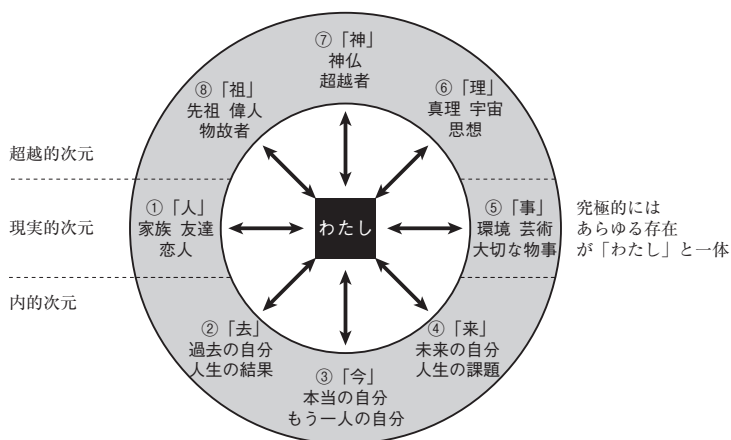 ⑦「神」
神仏
超越者
⑧「祖」
先祖 偉人
物故者
⑥「理」
真理 宇宙
思想
超越的次元
①「人」
家族 友達
恋人
現実的次元
わたし
⑤「事」
環境 芸術
大切な物事
究極的には
あらゆる存在
が「わたし」と一体
内的次元
②「去」
過去の自分
人生の結果
③「今」
本当の自分
もう一人の自分
④「来」
未来の自分
人生の課題